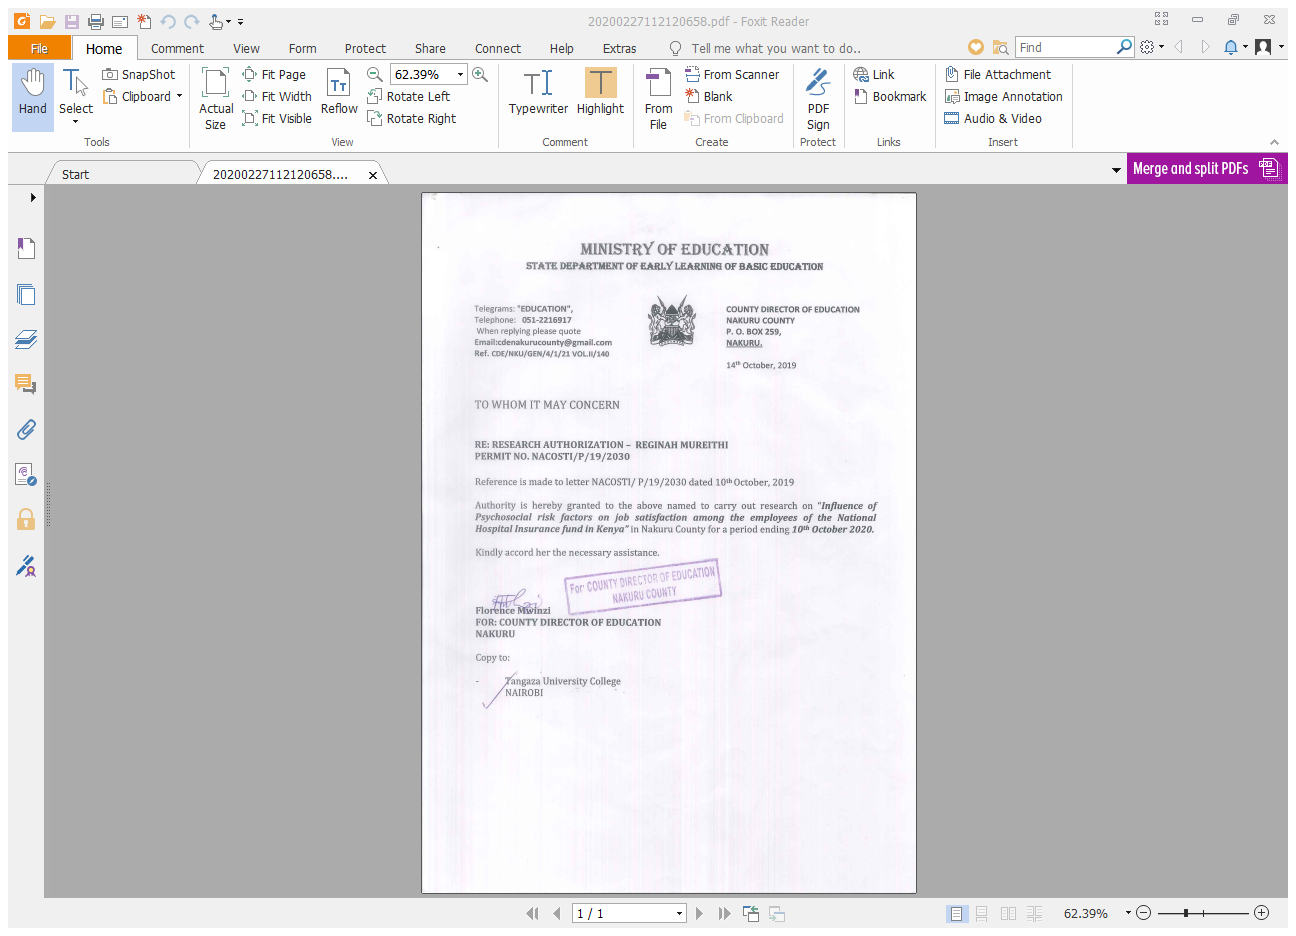 20200227112120658.pdf - Foxit Reader
File Home Comment View Form Protect Share Connect Help Extras Tell me what you want to do.. Find
Hand
Select
SnapShot
Clipboard
Tools
Actual Size
Fit Page
Fit Width
Fit Visible
Reflow
62.39%
Rotate Left
Rotate Right
View
Typewriter
Highlight
Comment
From File
From Scanner
Blank
From Clipboard
Create
PDF Sign
Protect
Link
Bookmark
Links
File Attachment
Image Annotation
Audio & Video
Insert
Start
20200227112120658....
Merge and split PDFs
MINISTRY OF EDUCATION
STATE DEPARTMENT OF EARLY LEARNING OF BASIC EDUCATION
Telegrams: "EDUCATION",
Telephone: 051-2216917
When replying please quote
Email:cdenakurucounty@gmail.com
Ref. CDE/NKU/GEN/4/1/21 VOL.II/140
COUNTY DIRECTOR OF EDUCATION
NAKURU COUNTY
P. O. BOX 259,
NAKURU.
14th October, 2019
TO WHOM IT MAY CONCERN
RE: RESEARCH AUTHORIZATION – REGINAH MUREITHI
PERMIT NO. NACOSTI/P/19/2030
Reference is made to letter NACOSTI/ P/19/2030 dated 10th October, 2019
Authority is hereby granted to the above named to carry out research on "Influence of
Psychosocial risk factors on job satisfaction among the employees of the National
Hospital Insurance fund in Kenya" in Nakuru County for a period ending 10th October 2020.
Kindly accord her the necessary assistance.
For: COUNTY DIRECTOR OF EDUCATION
NAKURU COUNTY
Florence Mwinzi
FOR: COUNTY DIRECTOR OF EDUCATION
NAKURU
Copy to:
- Tangaza University College
NAIROBI
1 / 1
62.39%